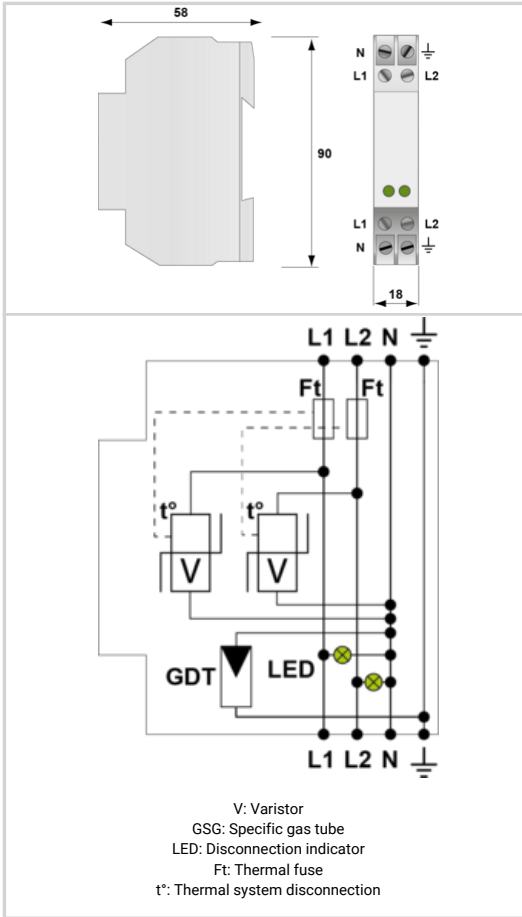 58
90
N
L1 L2
L1 L2
N
18
L1 L2 N
Ft Ft
t° t°
V V
GDT LED
L1 L2 N
V: Varistor
GSG: Specific gas tube
LED: Disconnection indicator
Ft: Thermal fuse
t°: Thermal system disconnection